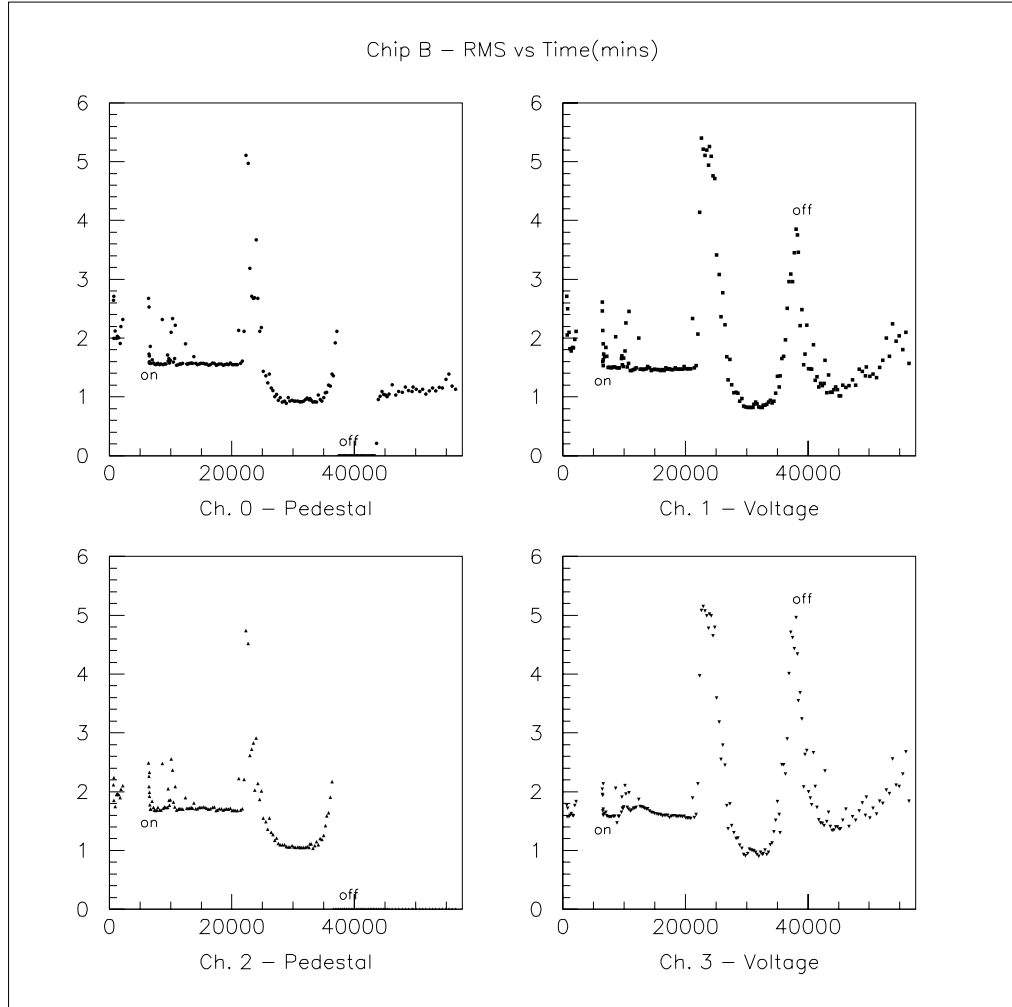 Chip B – RMS vs Time(mins)
6
5
4
3
2
1
0
on
off
0 20000 40000
Ch. 0 – Pedestal
6
5
4
3
2
1
0
on
off
0 20000 40000
Ch. 1 – Voltage
6
5
4
3
2
1
0
on
off
0 20000 40000
Ch. 2 – Pedestal
6
5
4
3
2
1
0
on
off
0 20000 40000
Ch. 3 – Voltage